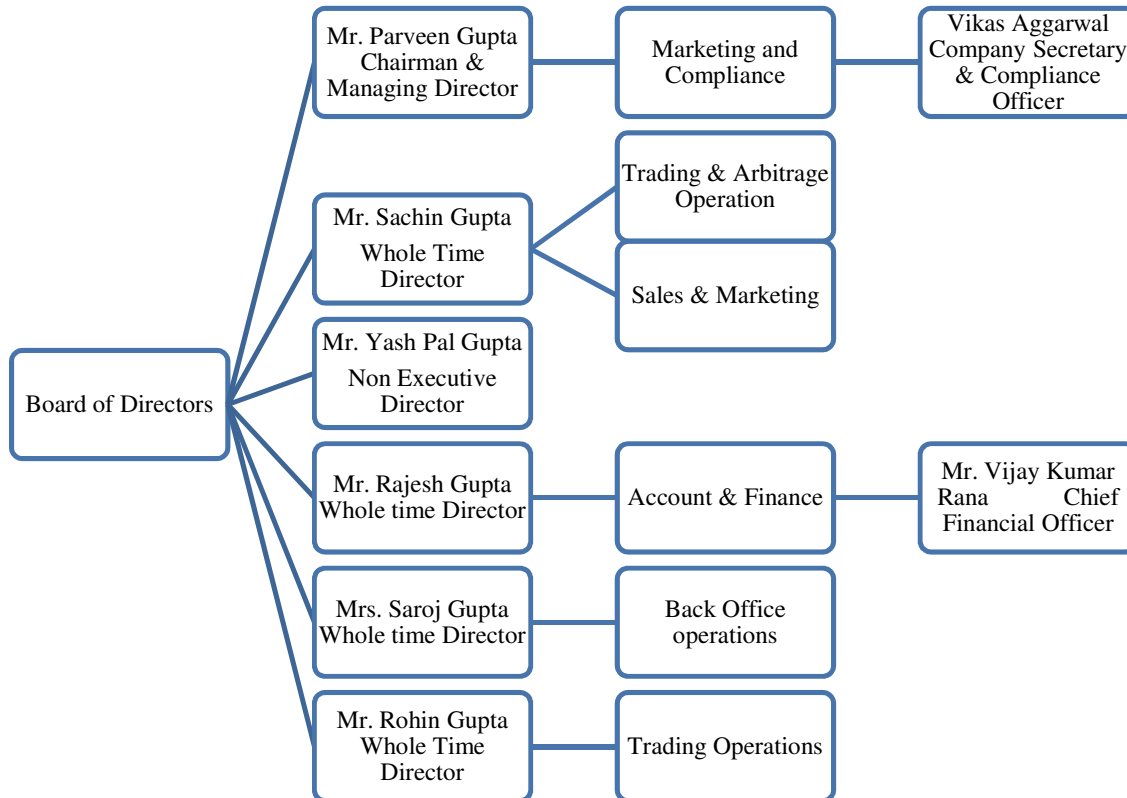 Mr. Parveen Gupta
Chairman &
Managing Director
Marketing and
Compliance
Vikas Aggarwal
Company Secretary
& Compliance
Officer
Mr. Sachin Gupta
Whole Time
Director
Trading & Arbitrage
Operation
Sales & Marketing
Board of Directors
Mr. Yash Pal Gupta
Non Executive
Director
Mr. Rajesh Gupta
Whole time Director
Account & Finance
Mr. Vijay Kumar
Rana Chief
Financial Officer
Mrs. Saroj Gupta
Whole time Director
Back Office
operations
Mr. Rohin Gupta
Whole Time
Director
Trading Operations